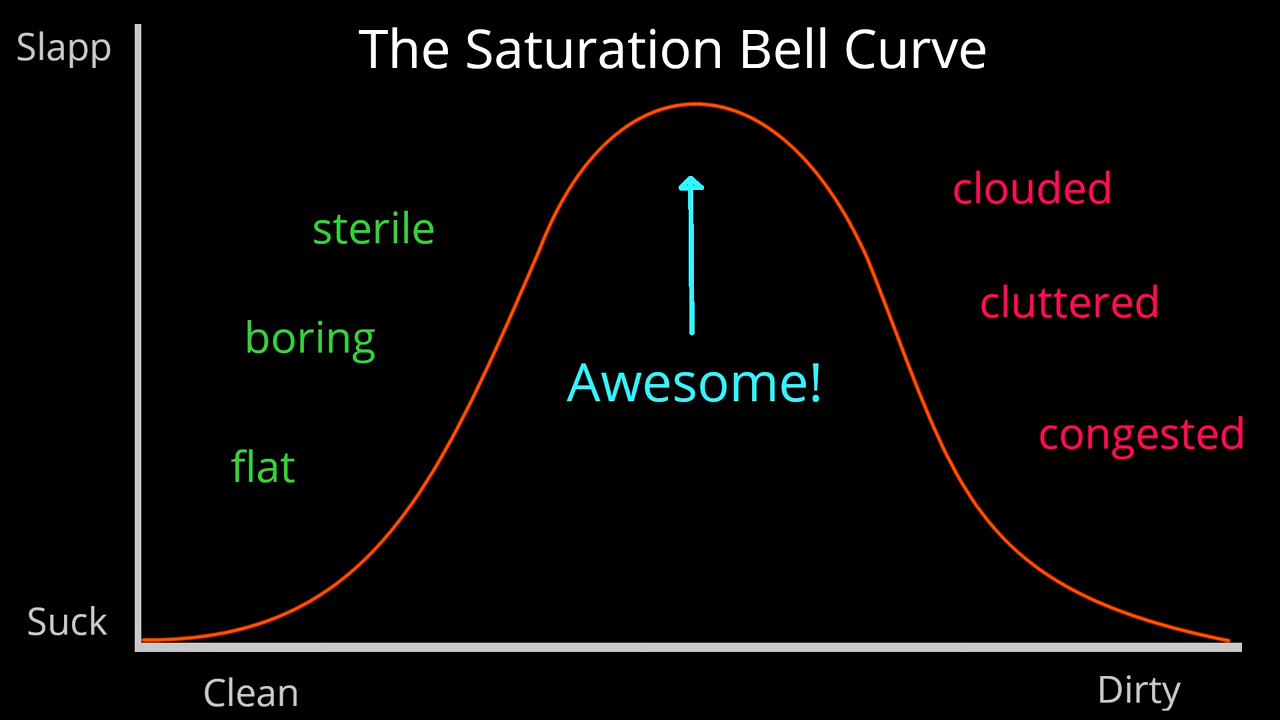 The Saturation Bell Curve
Slapp
sterile
boring
flat
Awesome!
clouded
cluttered
congested
Suck
Clean
Dirty